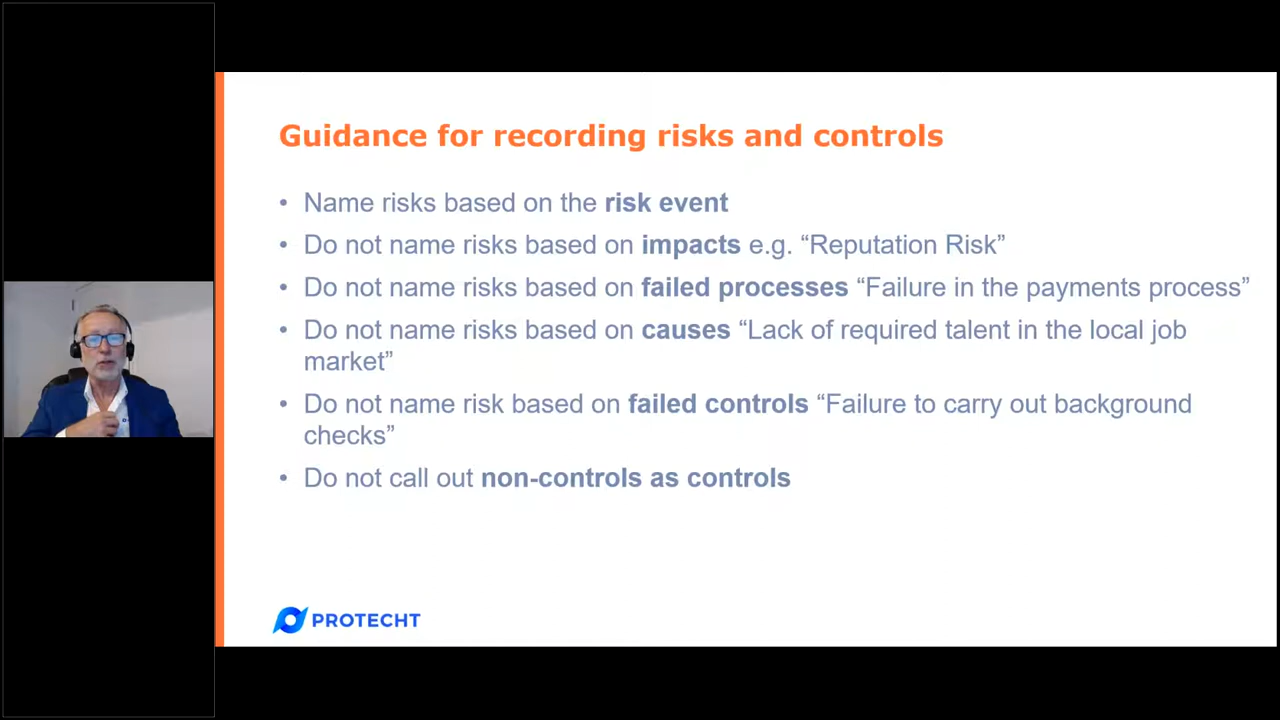 Guidance for recording risks and controls
• Name risks based on the risk event
• Do not name risks based on impacts e.g. “Reputation Risk”
• Do not name risks based on failed processes “Failure in the payments process”
• Do not name risks based on causes “Lack of required talent in the local job
market”
• Do not name risk based on failed controls “Failure to carry out background
checks”
• Do not call out non-controls as controls
PROTECHT